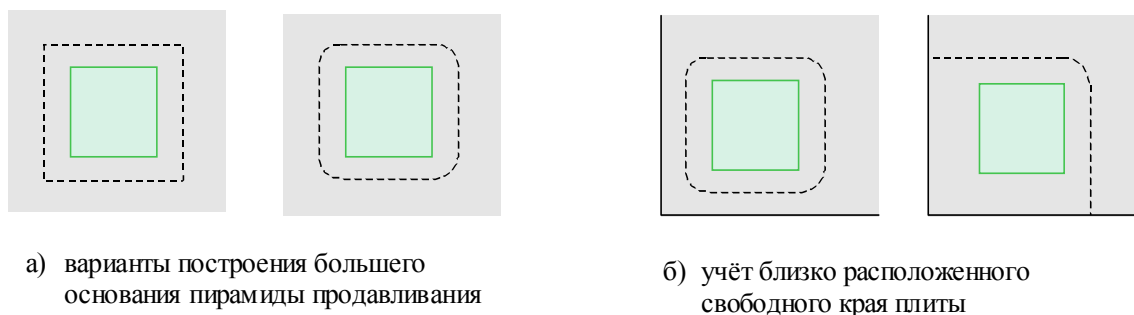 а) варианты построения большего
основания пирамиды продавливания
б) учёт близко расположенного
свободного края плиты